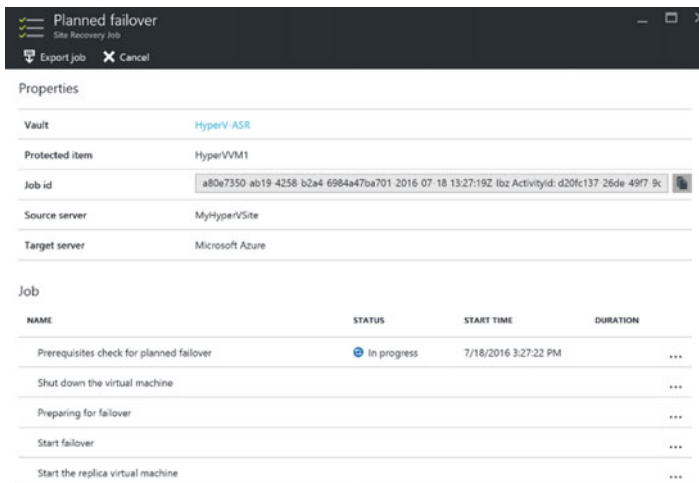 Planned failover
Site Recovery Job
Export job Cancel
Properties
Vault HyperV-ASR
Protected item HyperVVM1
Job id a80e7350-ab19-4258-b2a4-6984a47ba701-2016-07-18 13:27:19Z-Ibz ActivityId: d20fc137-26de-49f7-9c
Source server MyHyperVSite
Target server Microsoft Azure
Job
NAME STATUS START TIME DURATION
Prerequisites check for planned failover In progress 7/18/2016 3:27:22 PM ...
Shut down the virtual machine ...
Preparing for failover ...
Start failover ...
Start the replica virtual machine ...